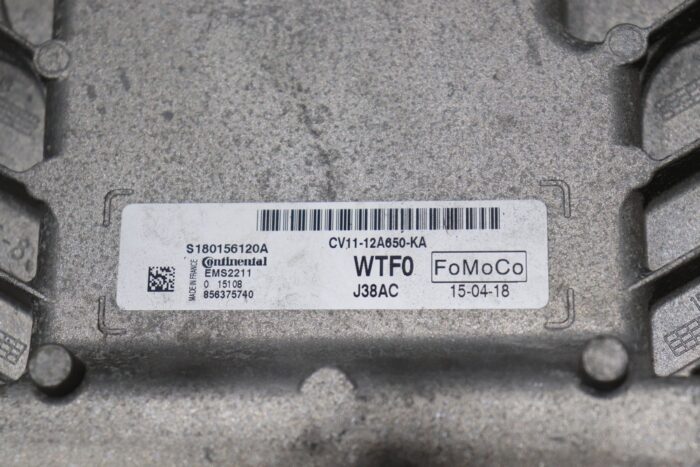 S180156120A
Continental
EMS2211
0 15108
856375740
MADE IN FRANCE
CV11-12A650-KA
WTF0
FoMoCo
J38AC
15-04-18